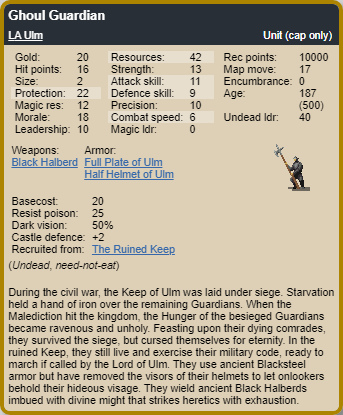 Ghoul Guardian
LA Ulm Unit (cap only)
Gold: 20 Resources: 42 Rec points: 10000
Hit points: 16 Strength: 13 Map move: 17
Size: 2 Attack skill: 11 Encumbrance: 0
Protection: 22 Defence skill: 9 Age: 187
Magic res: 12 Precision: 10 (500)
Morale: 18 Combat speed: 6 Undead ldr: 40
Leadership: 10 Magic ldr: 0
Weapons: Armor:
Black Halberd Full Plate of Ulm
Half Helmet of Ulm
Basecost: 20
Resist poison: 25
Dark vision: 50%
Castle defence: +2
Recruited from: The Ruined Keep
(Undead, need-not-eat)
During the civil war, the Keep of Ulm was laid under siege. Starvation
held a hand of iron over the remaining Guardians. When the
Malediction hit the kingdom, the Hunger of the besieged Guardians
became ravenous and unholy. Feasting upon their dying comrades,
they survived the siege, but cursed themselves for eternity. In the
ruined Keep, they still live and exercise their military code, ready to
march if called by the Lord of Ulm. They use ancient Blacksteel
armor but have removed the visors of their helmets to let onlookers
behold their hideous visage. They wield ancient Black Halberds
imbued with divine might that strikes heretics with exhaustion.